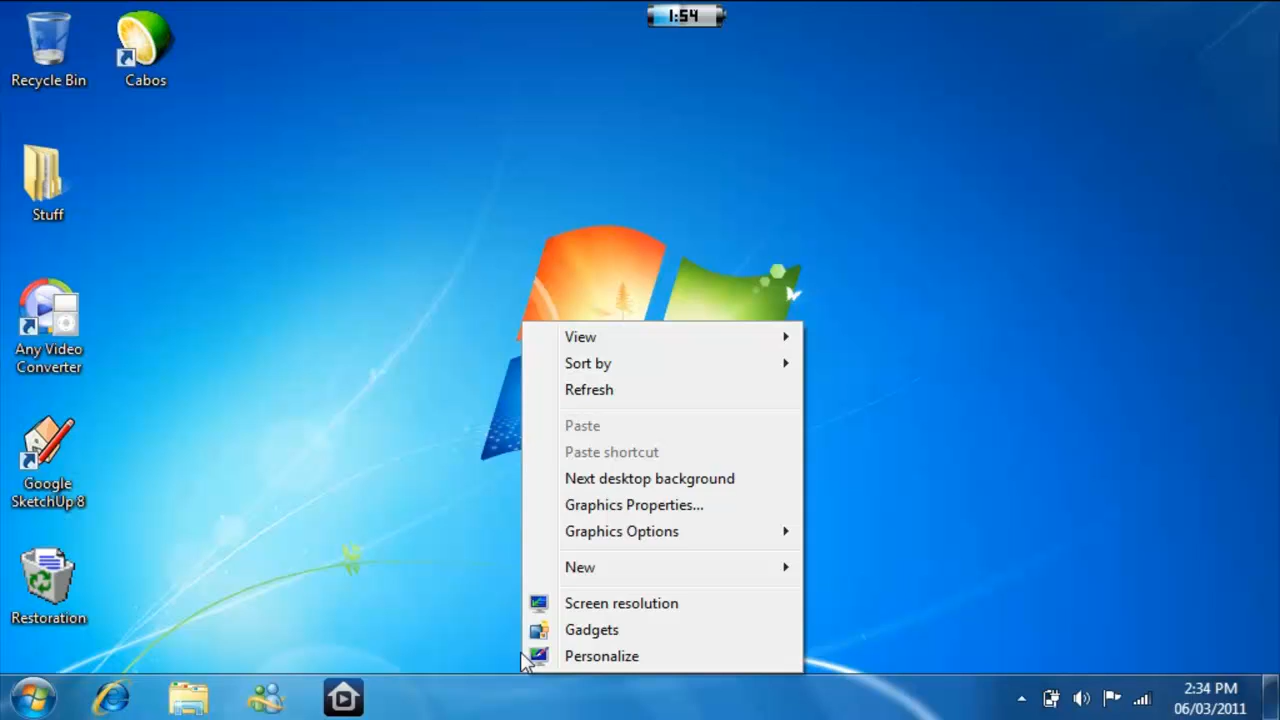 1:54
Recycle Bin
Cabos
Stuff
Any Video
Converter
Google
SketchUp 8
Restoration
View
Sort by
Refresh
Paste
Paste shortcut
Next desktop background
Graphics Properties...
Graphics Options
New
Screen resolution
Gadgets
Personalize
2:34 PM
06/03/2011